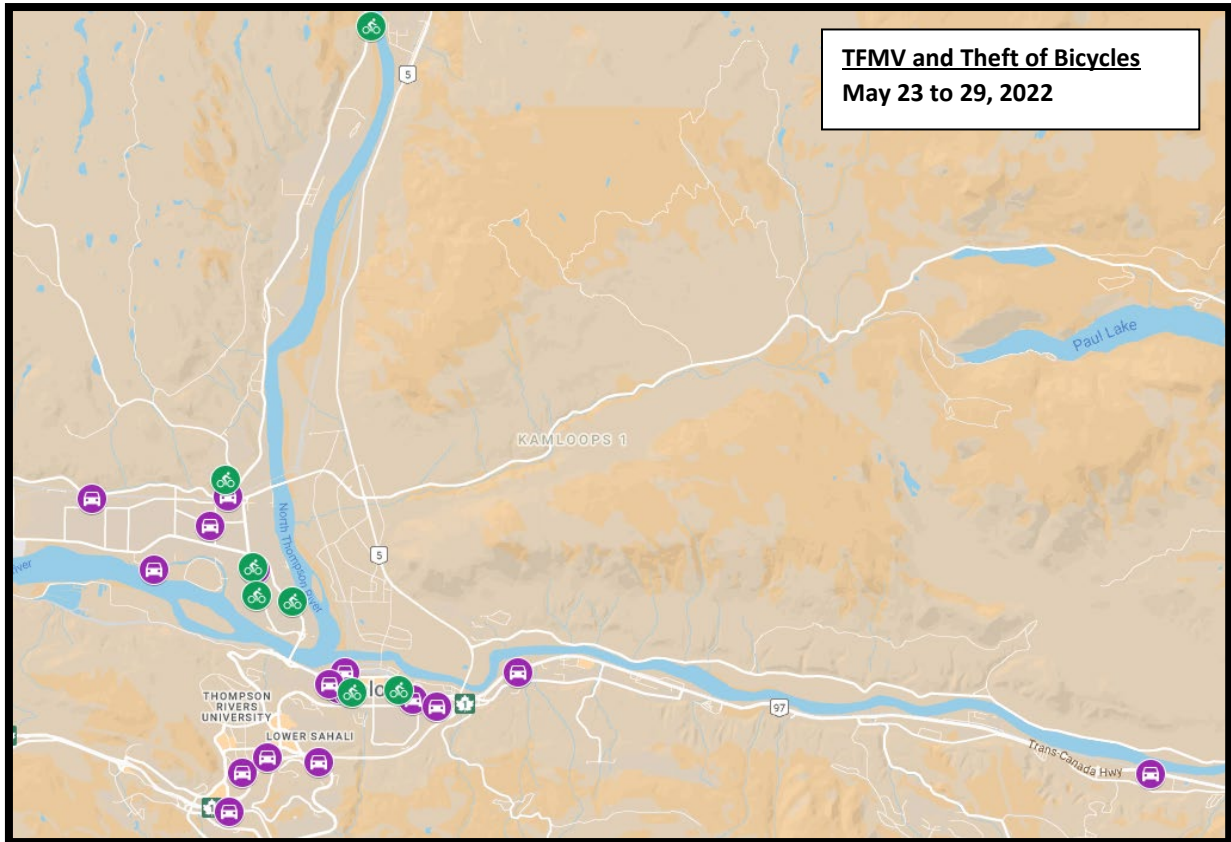 TFMV and Theft of Bicycles
May 23 to 29, 2022
5
Paul Lake
KAMLOOPS 1
North Thompson River
5
THOMPSON
RIVERS
UNIVERSITY
1
97
LOWER SAHALI
Trans-Canada Hwy
1